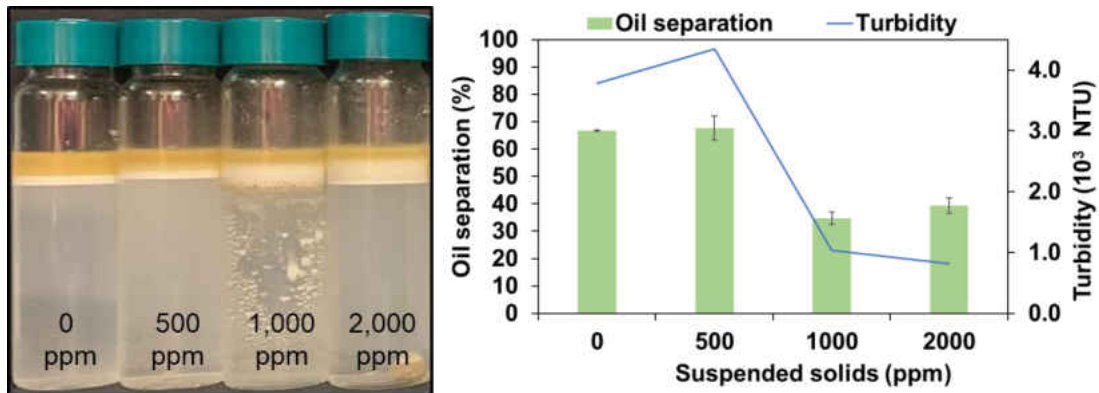 0
ppm
500
ppm
1,000
ppm
2,000
ppm
Oil separation
Turbidity
Oil separation (%)
100
90
80
70
60
50
40
30
20
10
0
4.0
3.0
2.0
1.0
0.0
Turbidity (10³ NTU)
0
500
1000
2000
Suspended solids (ppm)